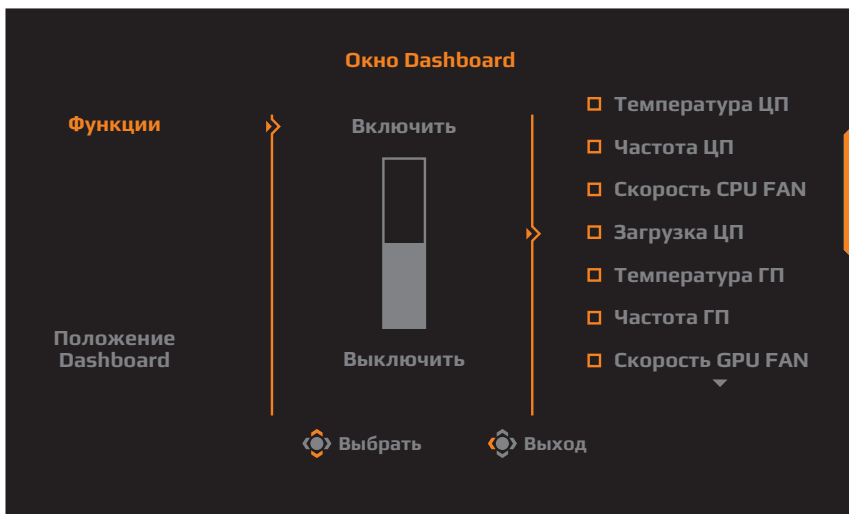 Окно Dashboard
Функции
Положение
Dashboard
Включить
Выключить
Температура ЦП
Частота ЦП
Скорость CPU FAN
Загрузка ЦП
Температура ГП
Частота ГП
Скорость GPU FAN
Выбрать
Выход